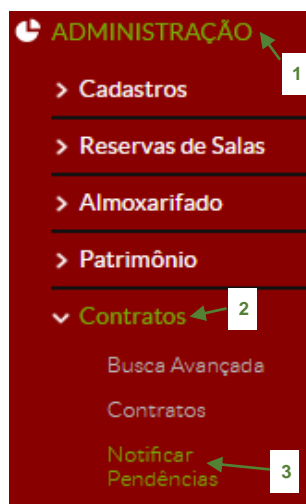 ADMINISTRAÇÃO
1
> Cadastros
> Reservas de Salas
> Almoxarifado
> Patrimônio
Contratos 2
Busca Avançada
Contratos
Notificar
Pendências 3